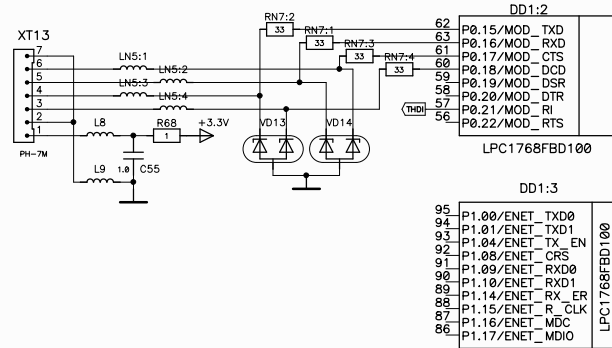 DD1:2
RN7:2
33
62
P0.15/MOD_TXD
RN7:1
33
63
P0.16/MOD_RXD
XT13
RN7:3
33
61
P0.17/MOD_CTS
7
LN5:1
RN7:4
33
60
P0.18/MOD_DCD
6
LN5:2
59
P0.19/MOD_DSR
5
LN5:3
58
P0.20/MOD_DTR
4
LN5:4
THDI
57
P0.21/MOD_RI
3
56
P0.22/MOD_RTS
2
L8
R68
1
+3.3V
VD13
VD14
1
PH-7M
LPC1768FBD100
L9
1.0
C55
DD1:3
95
P1.00/ENET_TXD0
94
P1.01/ENET_TXD1
93
P1.04/ENET_TX_EN
92
P1.08/ENET_CRS
91
P1.09/ENET_RXD0
90
P1.10/ENET_RXD1
89
P1.14/ENET_RX_ER
88
P1.15/ENET_R_CLK
87
P1.16/ENET_MDC
86
P1.17/ENET_MDIO
LPC1768FBD100